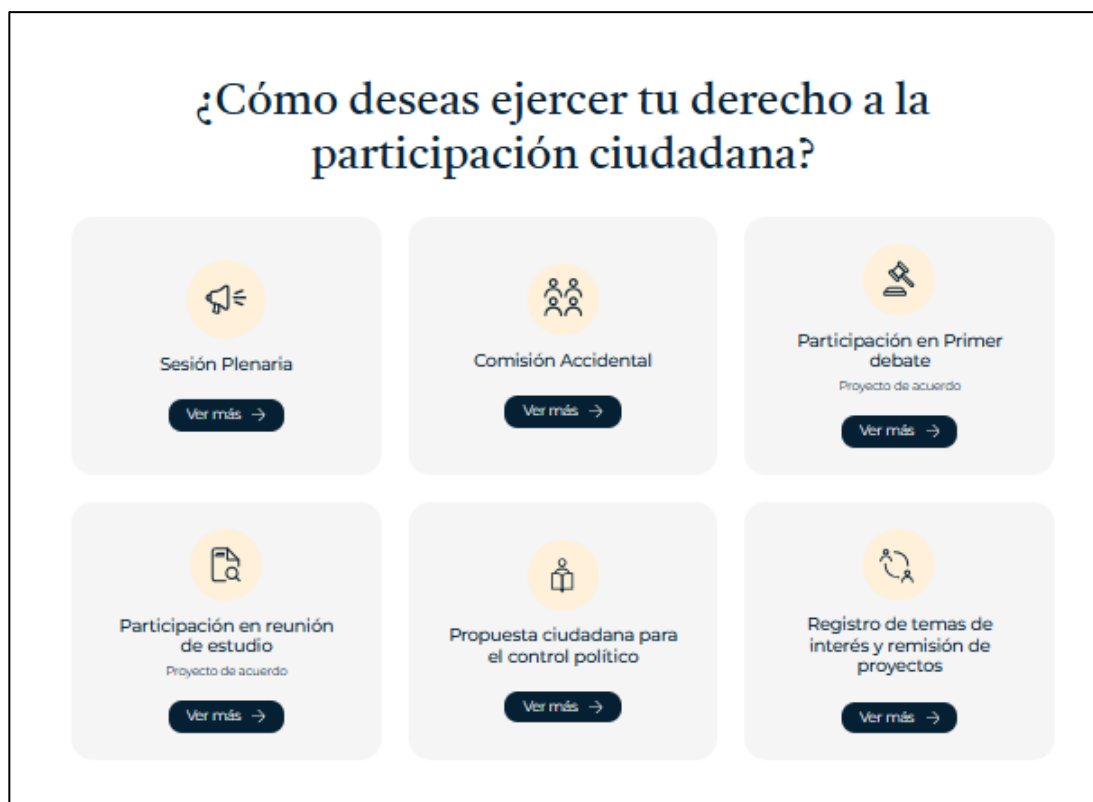 ¿Cómo deseas ejercer tu derecho a la
participación ciudadana?
Sesión Plenaria
Ver más
Comisión Accidental
Ver más
Participación en Primer
debate
Proyecto de acuerdo
Ver más
Participación en reunión
de estudio
Proyecto de acuerdo
Ver más
Propuesta ciudadana para
el control político
Ver más
Registro de temas de
interés y remisión de
proyectos
Ver más